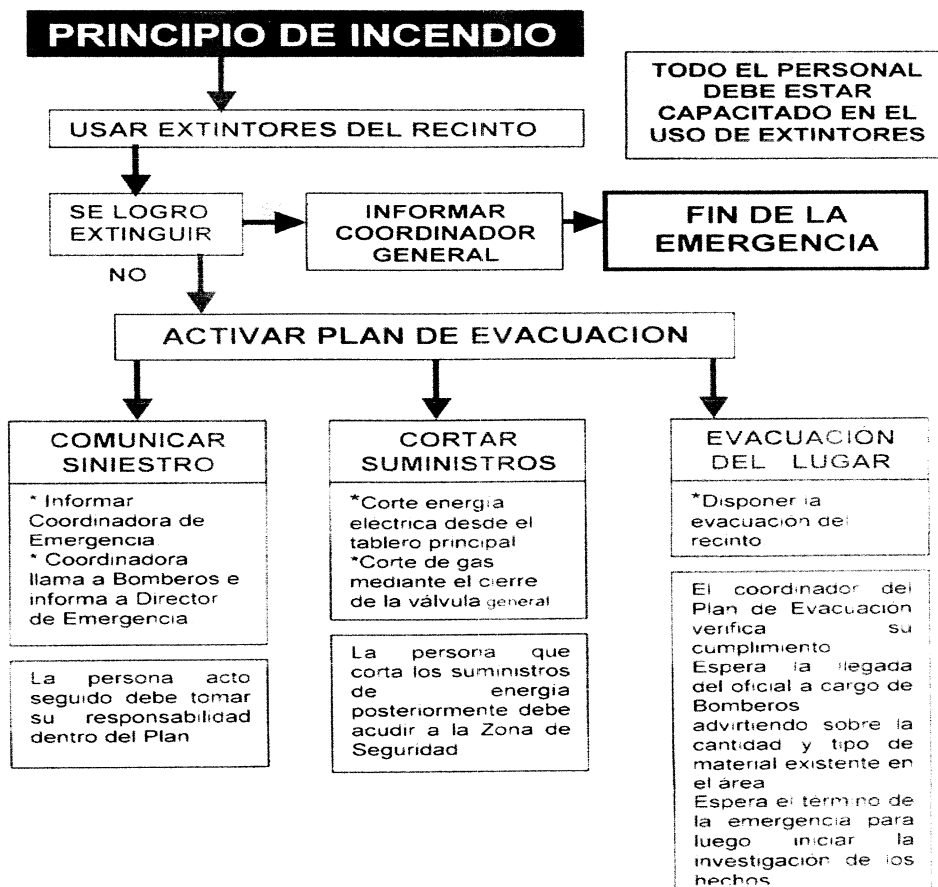 PRINCIPIO DE INCENDIO
TODO EL PERSONAL
DEBE ESTAR
CAPACITADO EN EL
USO DE EXTINTORES
USAR EXTINTORES DEL RECINTO
SE LOGRO
EXTINGUIR
INFORMAR
COORDINADOR
GENERAL
FIN DE LA
EMERGENCIA
NO
ACTIVAR PLAN DE EVACUACION
COMUNICAR
SINIESTRO
* Informar
Coordinadora de
Emergencia
* Coordinadora
llama a Bomberos e
informa a Director
de Emergencia
La persona acto
seguido debe tomar
su responsabilidad
dentro del Plan
CORTAR
SUMINISTROS
*Corte energía
electrica desde el
tablero principal
*Corte de gas
mediante el cierre
de la válvula general
La persona que
corta los suministros
de energía
posteriormente debe
acudir a la Zona de
Seguridad
EVACUACIÓN
DEL LUGAR
*Disponer la
evacuación del
recinto
El coordinador del
Plan de Evacuación
verifica su
cumplimiento
Espera la llegada
del oficial a cargo de
Bomberos
advirtiendo sobre la
cantidad y tipo de
material existente en
el área
Espera el término de
la emergencia para
luego iniciar la
investigación de los
hechos